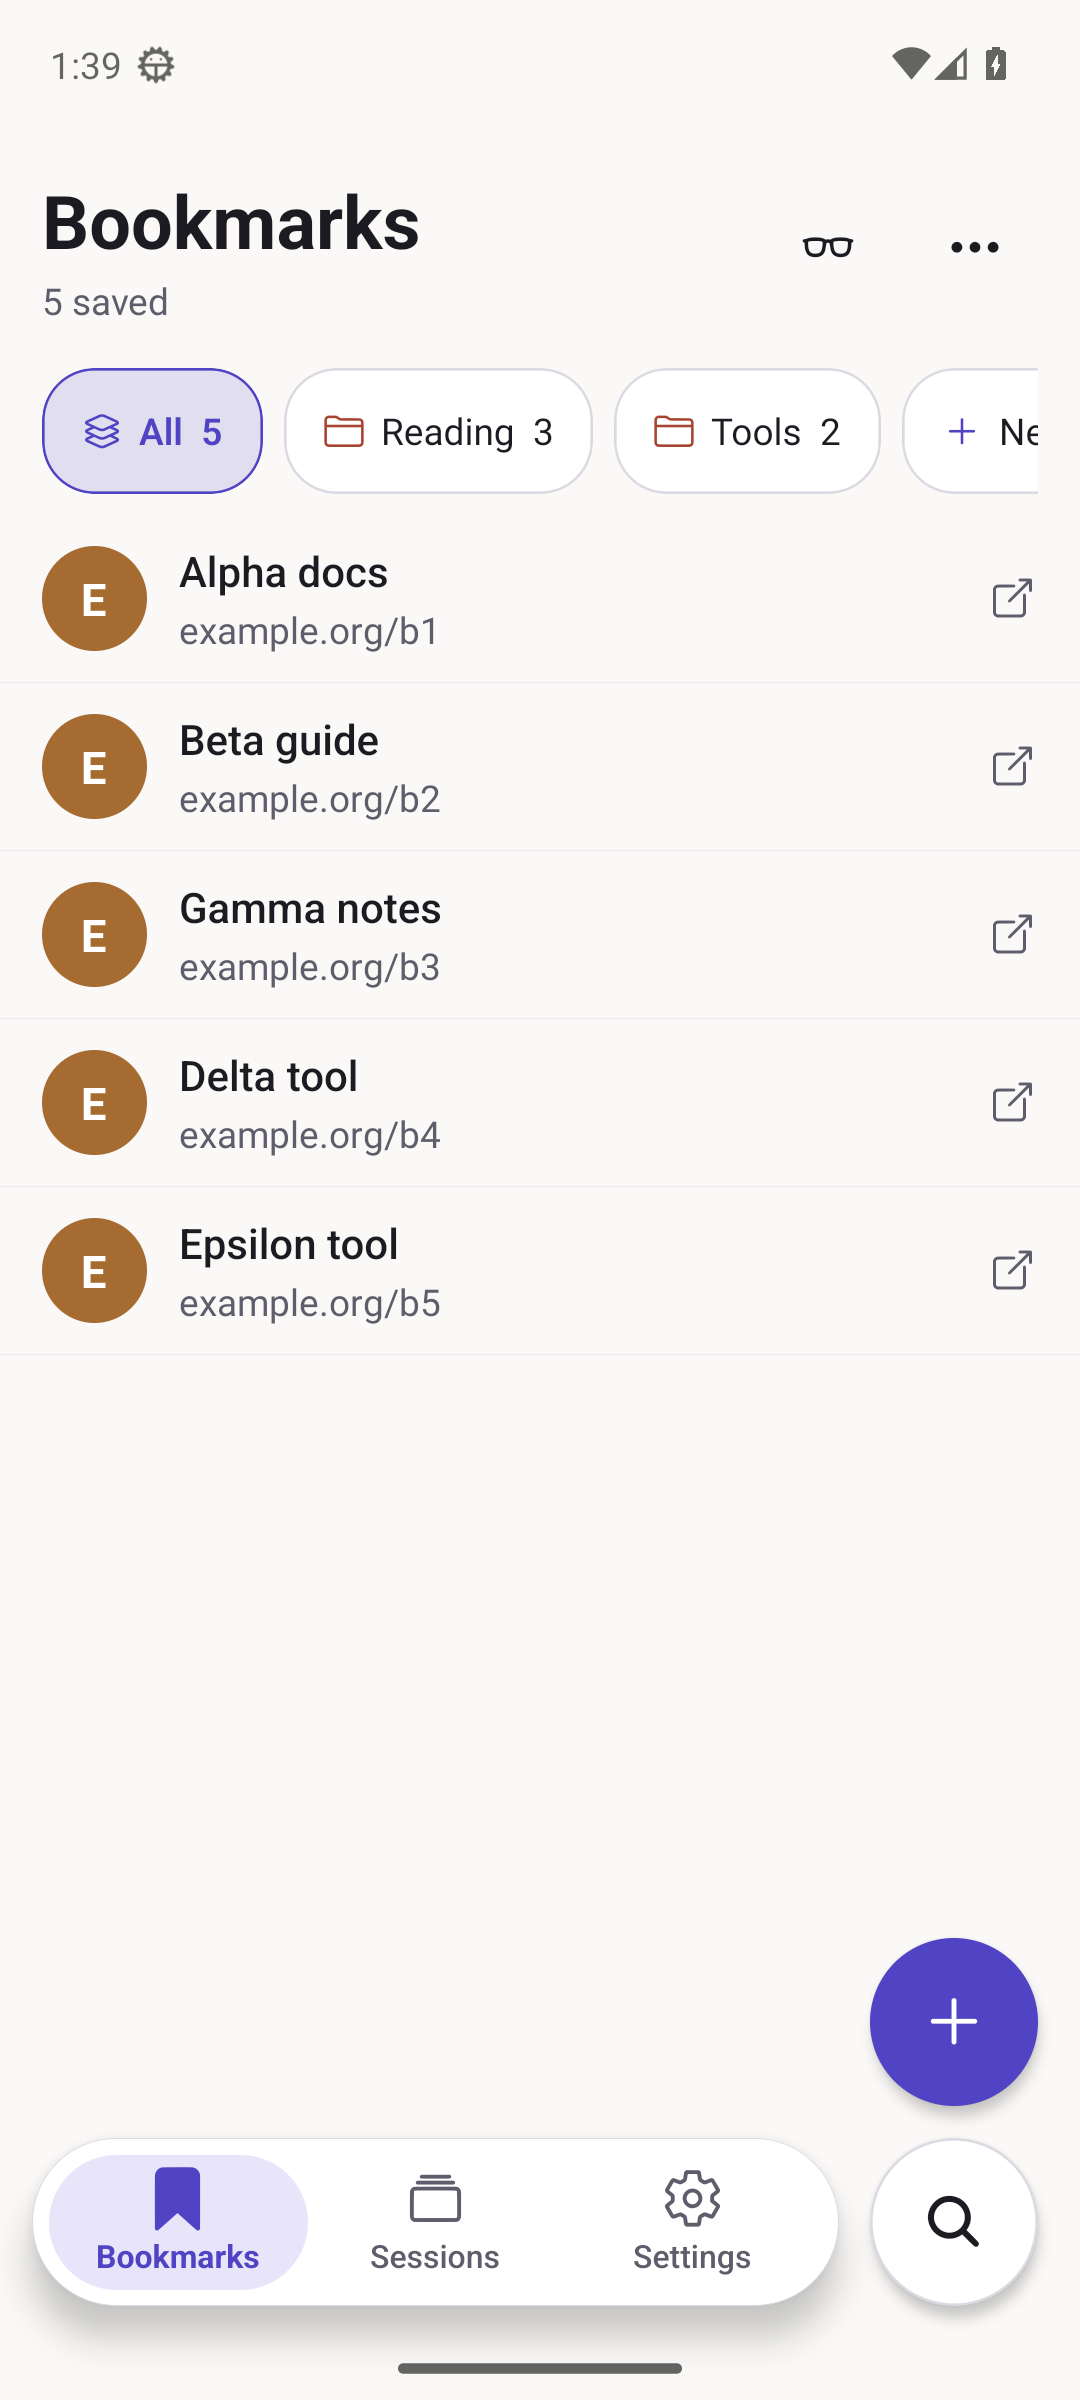 1:39
Bookmarks
5 saved
All 5 Reading 3 Tools 2 Ne
E Alpha docs
example.org/b1
E Beta guide
example.org/b2
E Gamma notes
example.org/b3
E Delta tool
example.org/b4
E Epsilon tool
example.org/b5
Bookmarks Sessions Settings